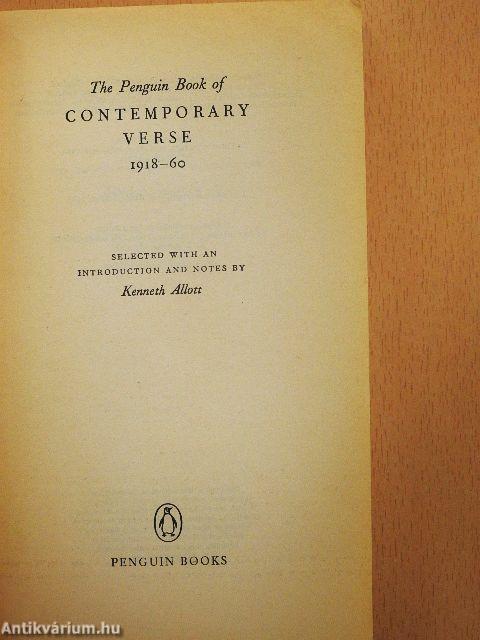 The Penguin Book of
CONTEMPORARY
VERSE
1918–60
SELECTED WITH AN
INTRODUCTION AND NOTES BY
Kenneth Allott
PENGUIN BOOKS
Antikvárium.hu